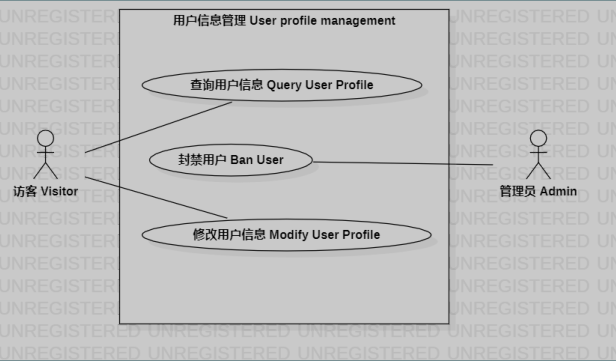 用户信息管理 User profile management
查询用户信息 Query User Profile
封禁用户 Ban User
访客 Visitor
管理员 Admin
修改用户信息 Modify User Profile
UNREGISTERED UNREGISTERED UNREGISTERED UNREGISTERED UN